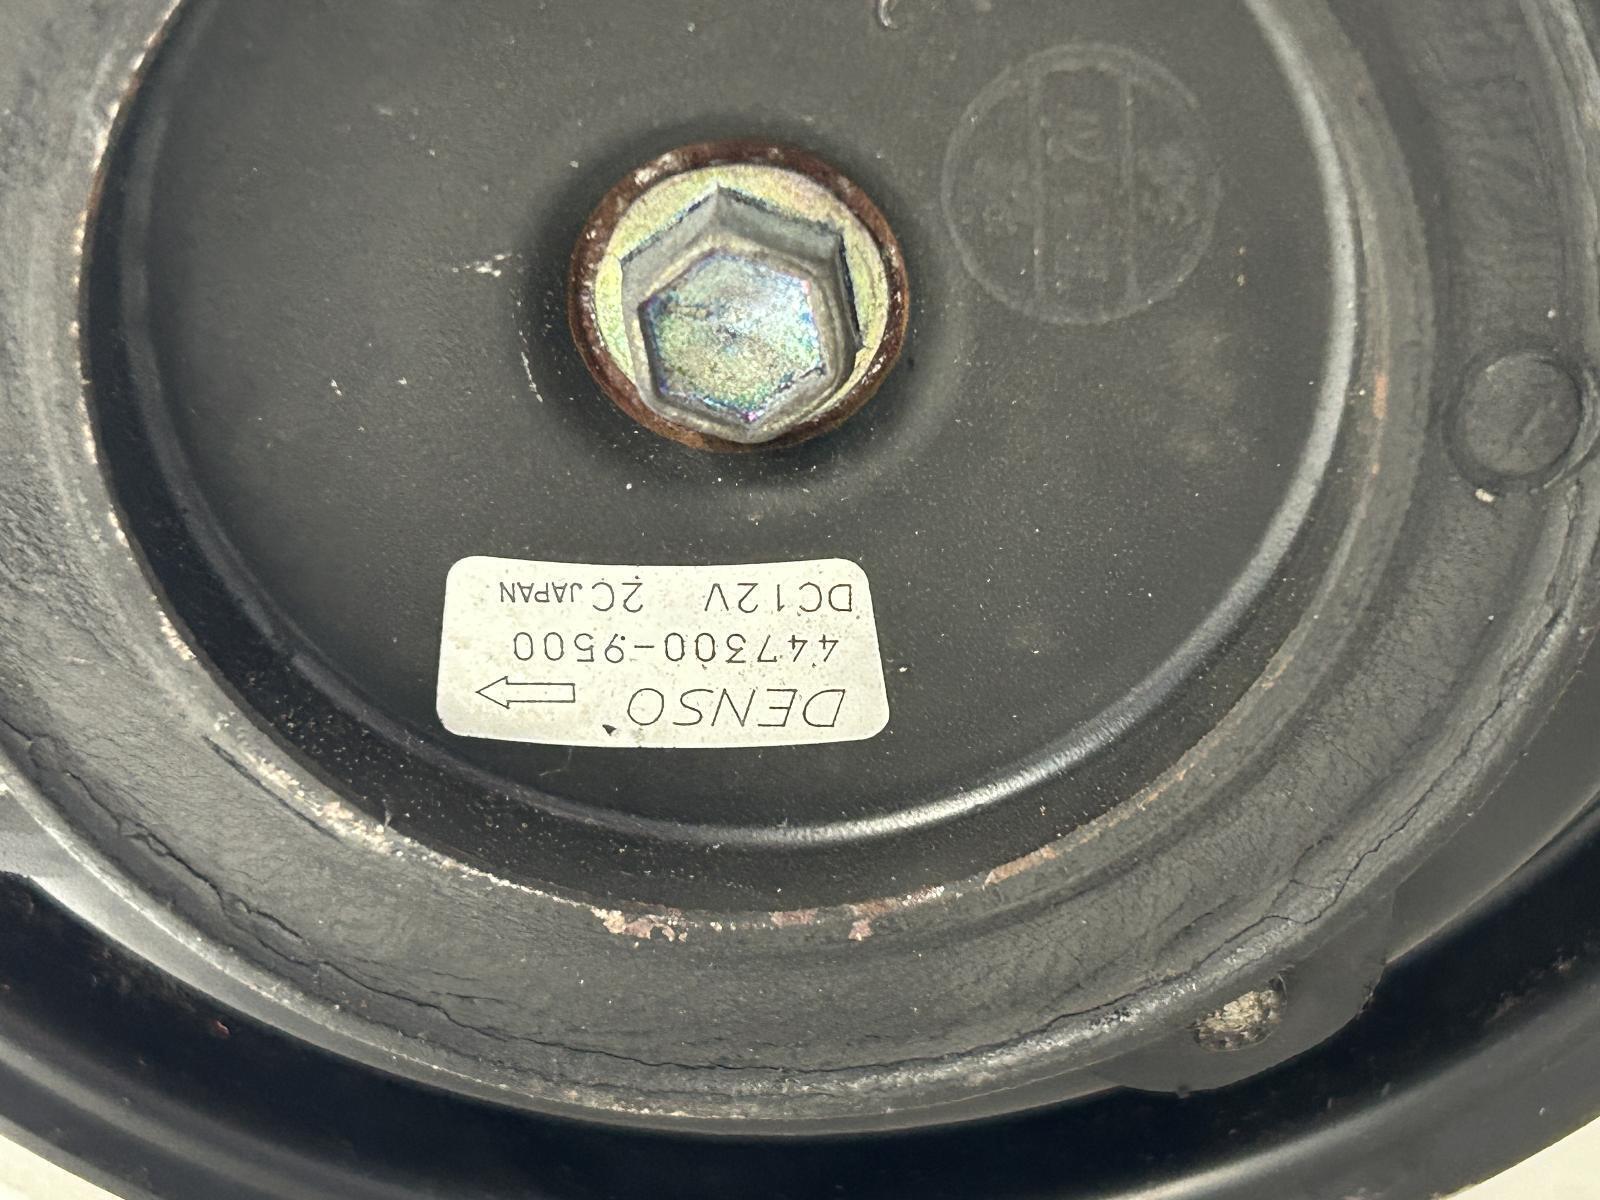 DENSO
447300-9500
DC12V 2C JAPAN